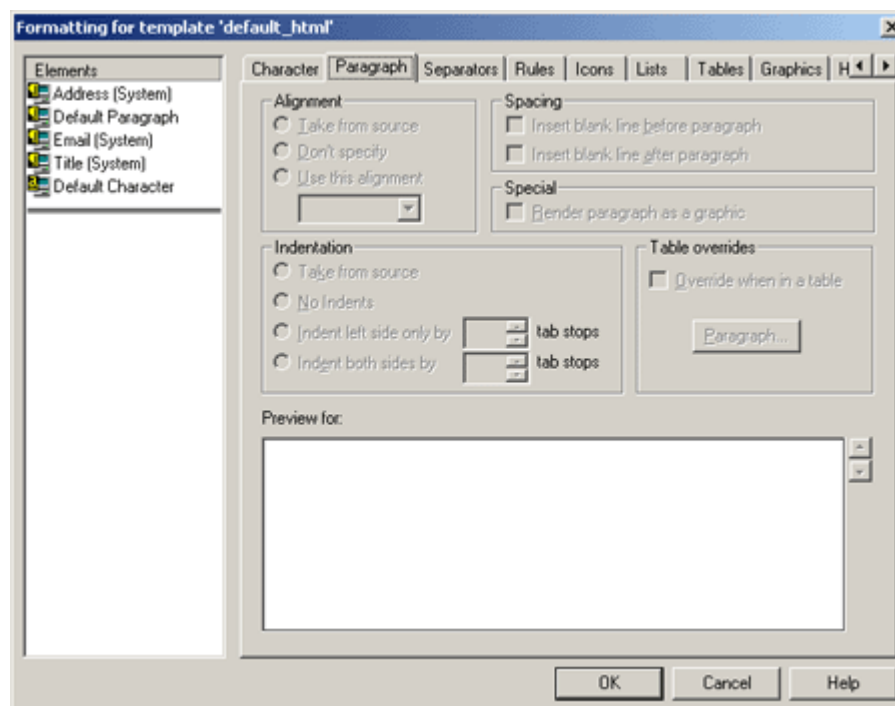 Formatting for template 'default_html'
Elements
Address (System)
Default Paragraph
Email (System)
Title (System)
Default Character
Character Paragraph Separators Rules Icons Lists Tables Graphics H
Alignment
Take from source
Don't specify
Use this alignment
Spacing
Insert blank line before paragraph
Insert blank line after paragraph
Special
Render paragraph as a graphic
Indentation
Take from source
No Indents
Indent left side only by tab stops
Indent both sides by tab stops
Table overrides
Override when in a table
Paragraph...
Preview for:
OK Cancel Help